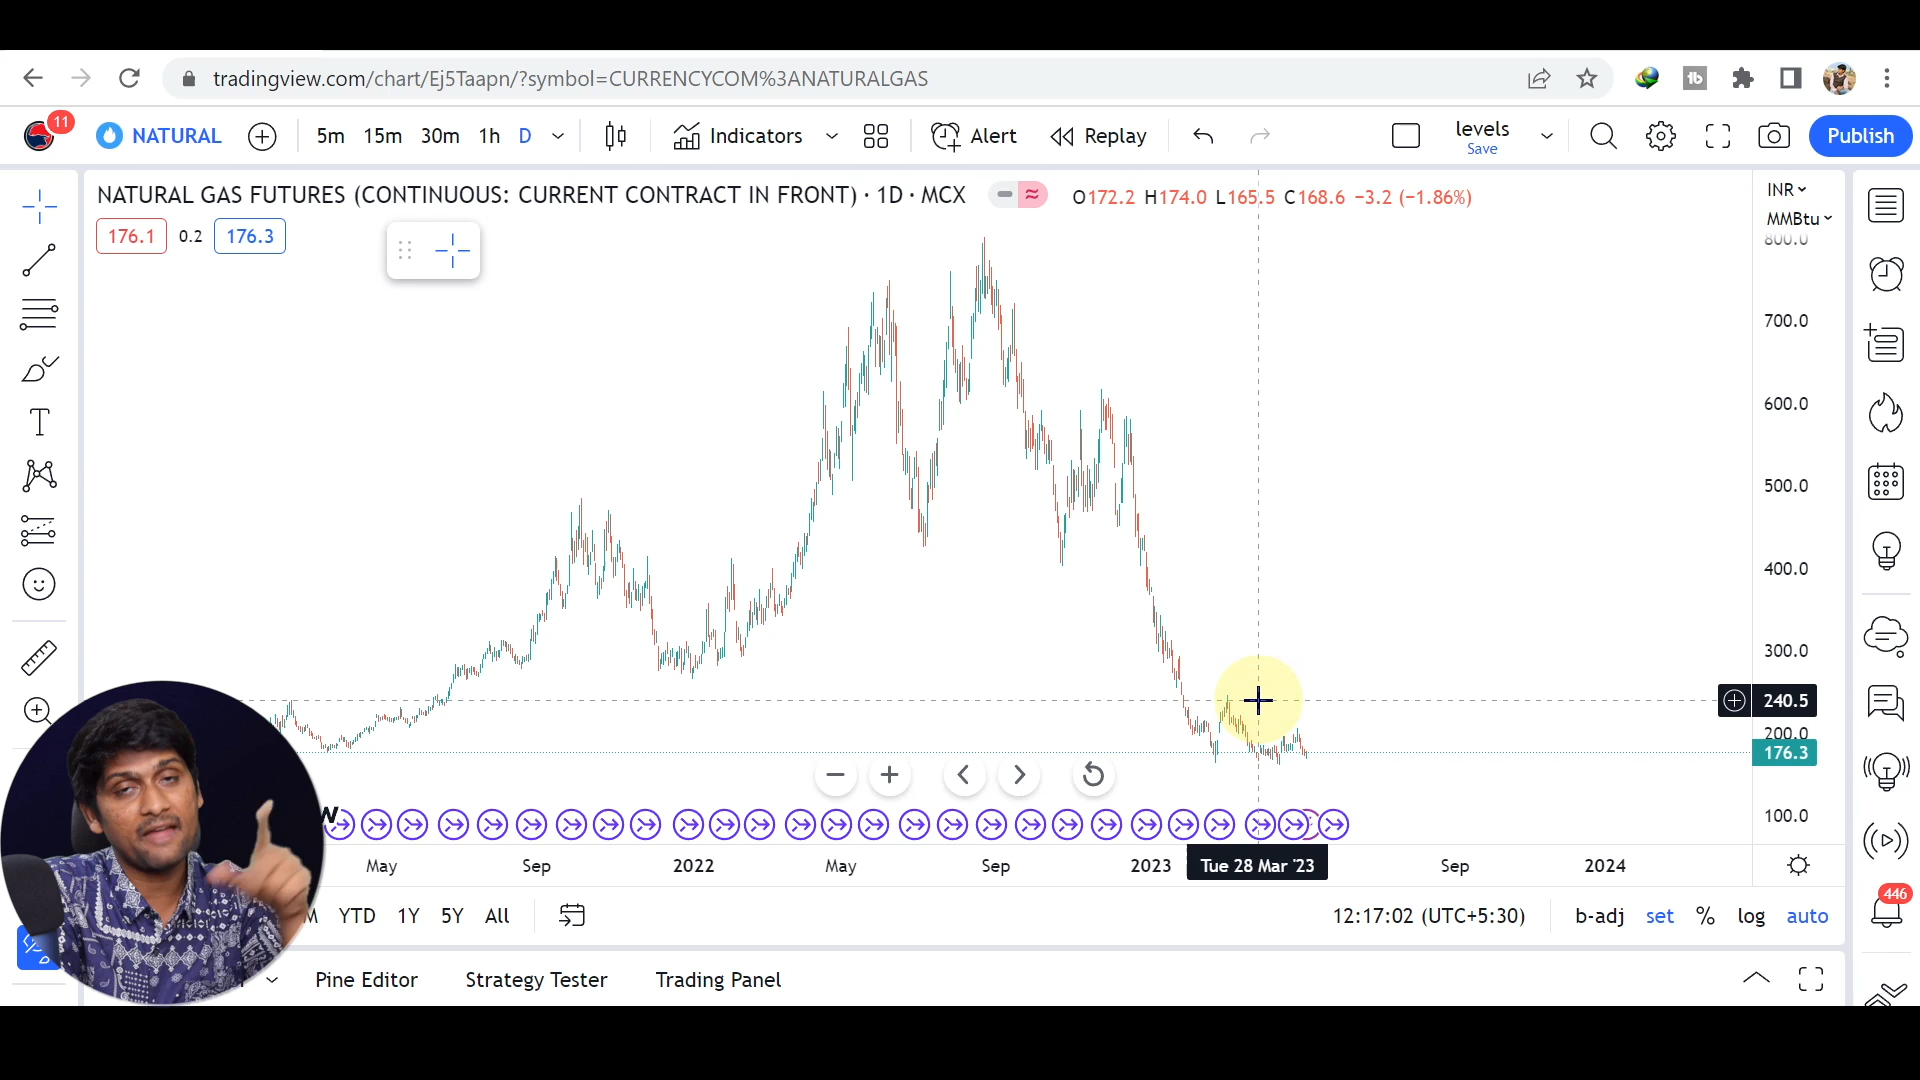 tradingview.com/chart/Ej5Taapn/?symbol=CURRENCYCOM%3ANATURALGAS
11
NATURAL 5m 15m 30m 1h D Indicators Alert Replay levels Save Publish
NATURAL GAS FUTURES (CONTINUOUS: CURRENT CONTRACT IN FRONT) · 1D · MCX O172.2 H174.0 L165.5 C168.6 −3.2 (−1.86%)
INR
MMBtu
176.1 0.2 176.3
800.0
700.0
600.0
500.0
400.0
300.0
240.5
200.0
176.3
100.0
W
May Sep 2022 May Sep 2023 Tue 28 Mar '23 Sep 2024
M YTD 1Y 5Y All 12:17:02 (UTC+5:30) b-adj set % log auto
446
Pine Editor Strategy Tester Trading Panel